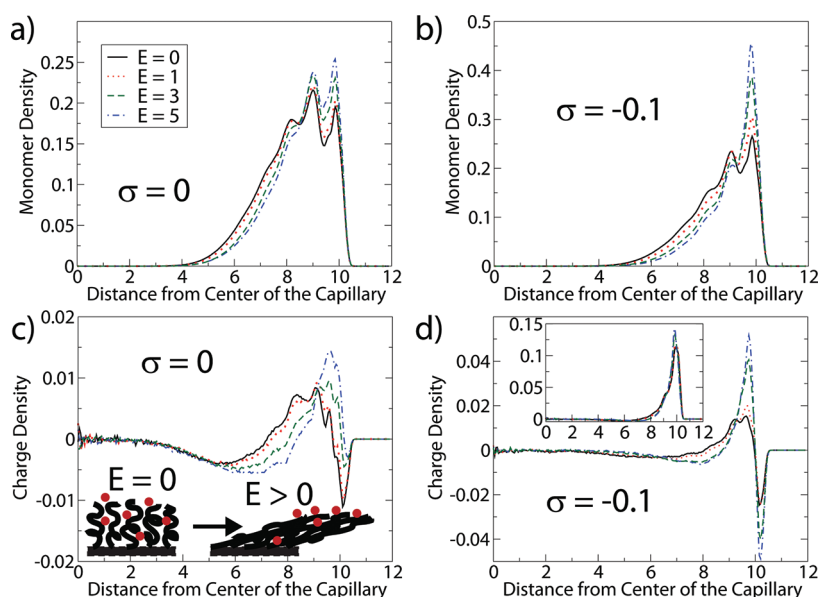 a)
0.25
0.2
0.15
0.1
0.05
0
Monomer Density
E = 0
E = 1
E = 3
E = 5
σ = 0
0 2 4 6 8 10 12
Distance from Center of the Capillary
b)
0.5
0.4
0.3
0.2
0.1
0
Monomer Density
σ = -0.1
0 2 4 6 8 10 12
Distance from Center of the Capillary
c)
0.02
0.01
0
-0.01
-0.02
Charge Density
σ = 0
E = 0
E > 0
0 2 4 6 8 10 12
Distance from Center of the Capillary
d)
0.06
0.04
0.02
0
-0.02
-0.04
Charge Density
0.15
0.1
0.05
0
0 2 4 6 8 10 12
σ = -0.1
0 2 4 6 8 10 12
Distance from Center of the Capillary